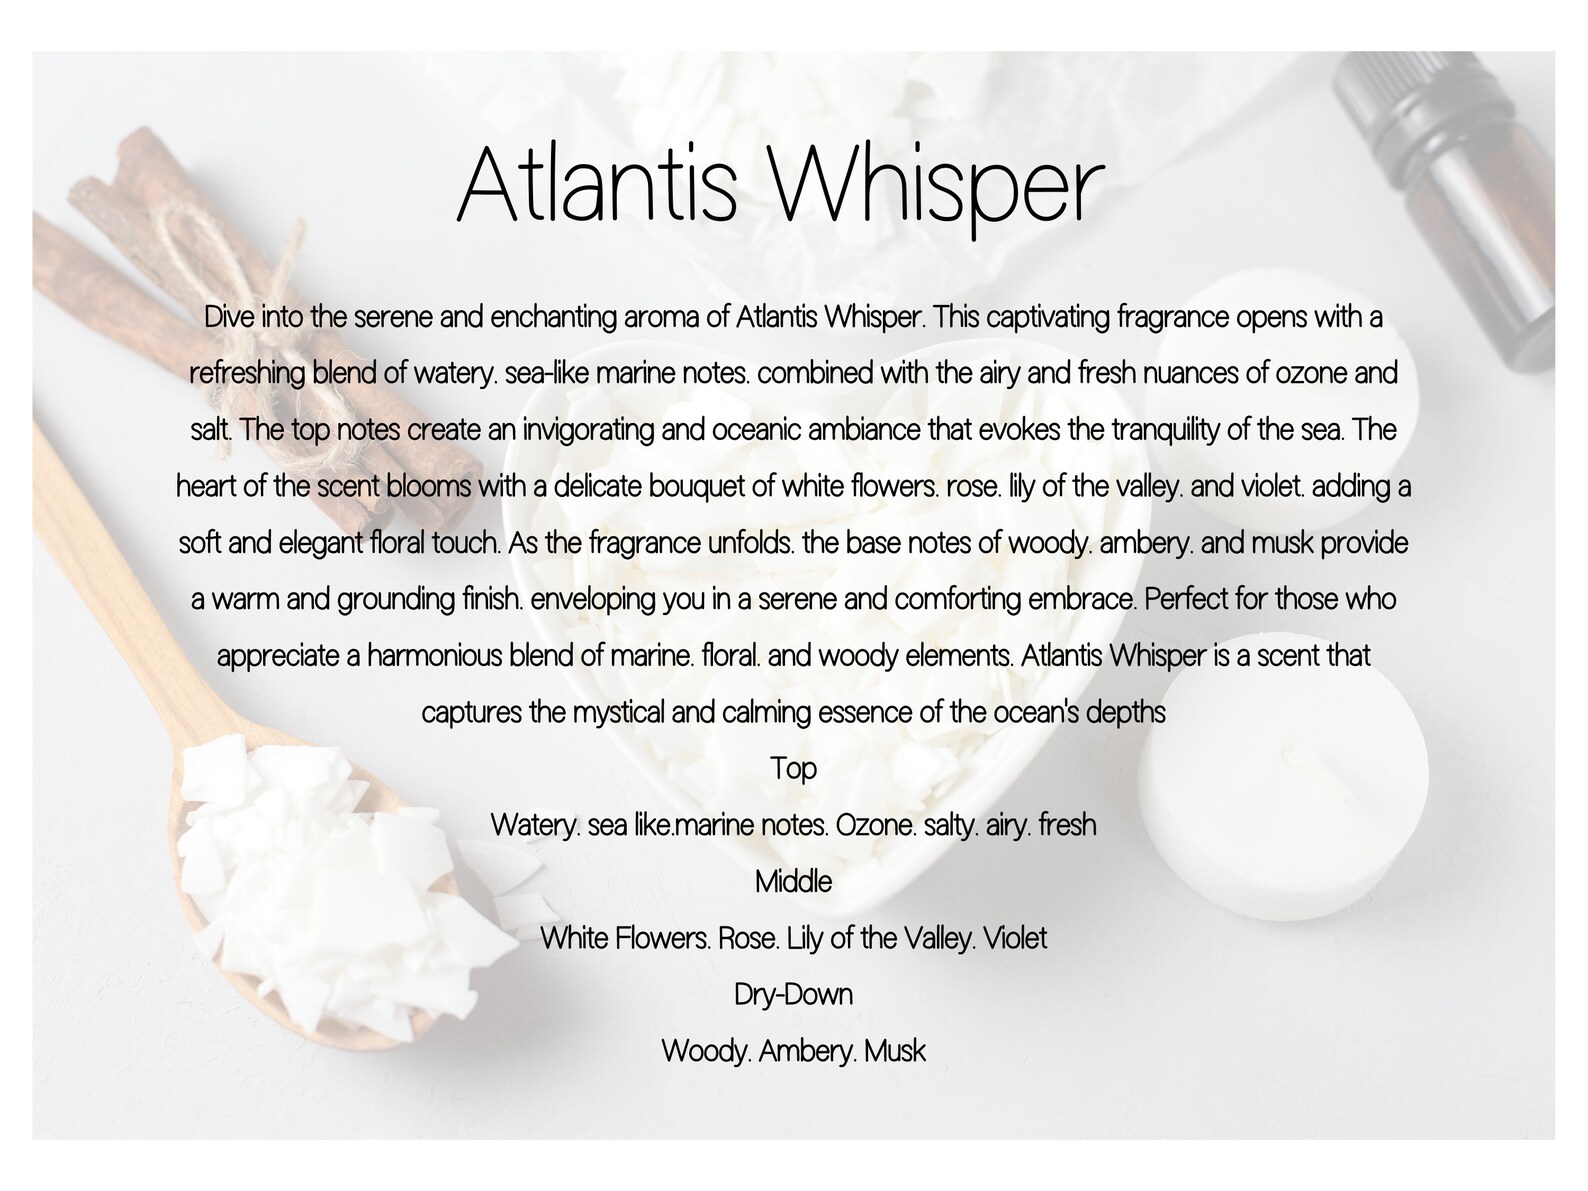 Atlantis Whisper
Dive into the serene and enchanting aroma of Atlantis Whisper. This captivating fragrance opens with a
refreshing blend of watery. sea-like marine notes. combined with the airy and fresh nuances of ozone and
salt. The top notes create an invigorating and oceanic ambiance that evokes the tranquility of the sea. The
heart of the scent blooms with a delicate bouquet of white flowers. rose. lily of the valley. and violet. adding a
soft and elegant floral touch. As the fragrance unfolds. the base notes of woody. ambery. and musk provide
a warm and grounding finish. enveloping you in a serene and comforting embrace. Perfect for those who
appreciate a harmonious blend of marine. floral. and woody elements. Atlantis Whisper is a scent that
captures the mystical and calming essence of the ocean's depths
Top
Watery. sea like.marine notes. Ozone. salty. airy. fresh
Middle
White Flowers. Rose. Lily of the Valley. Violet
Dry-Down
Woody. Ambery. Musk